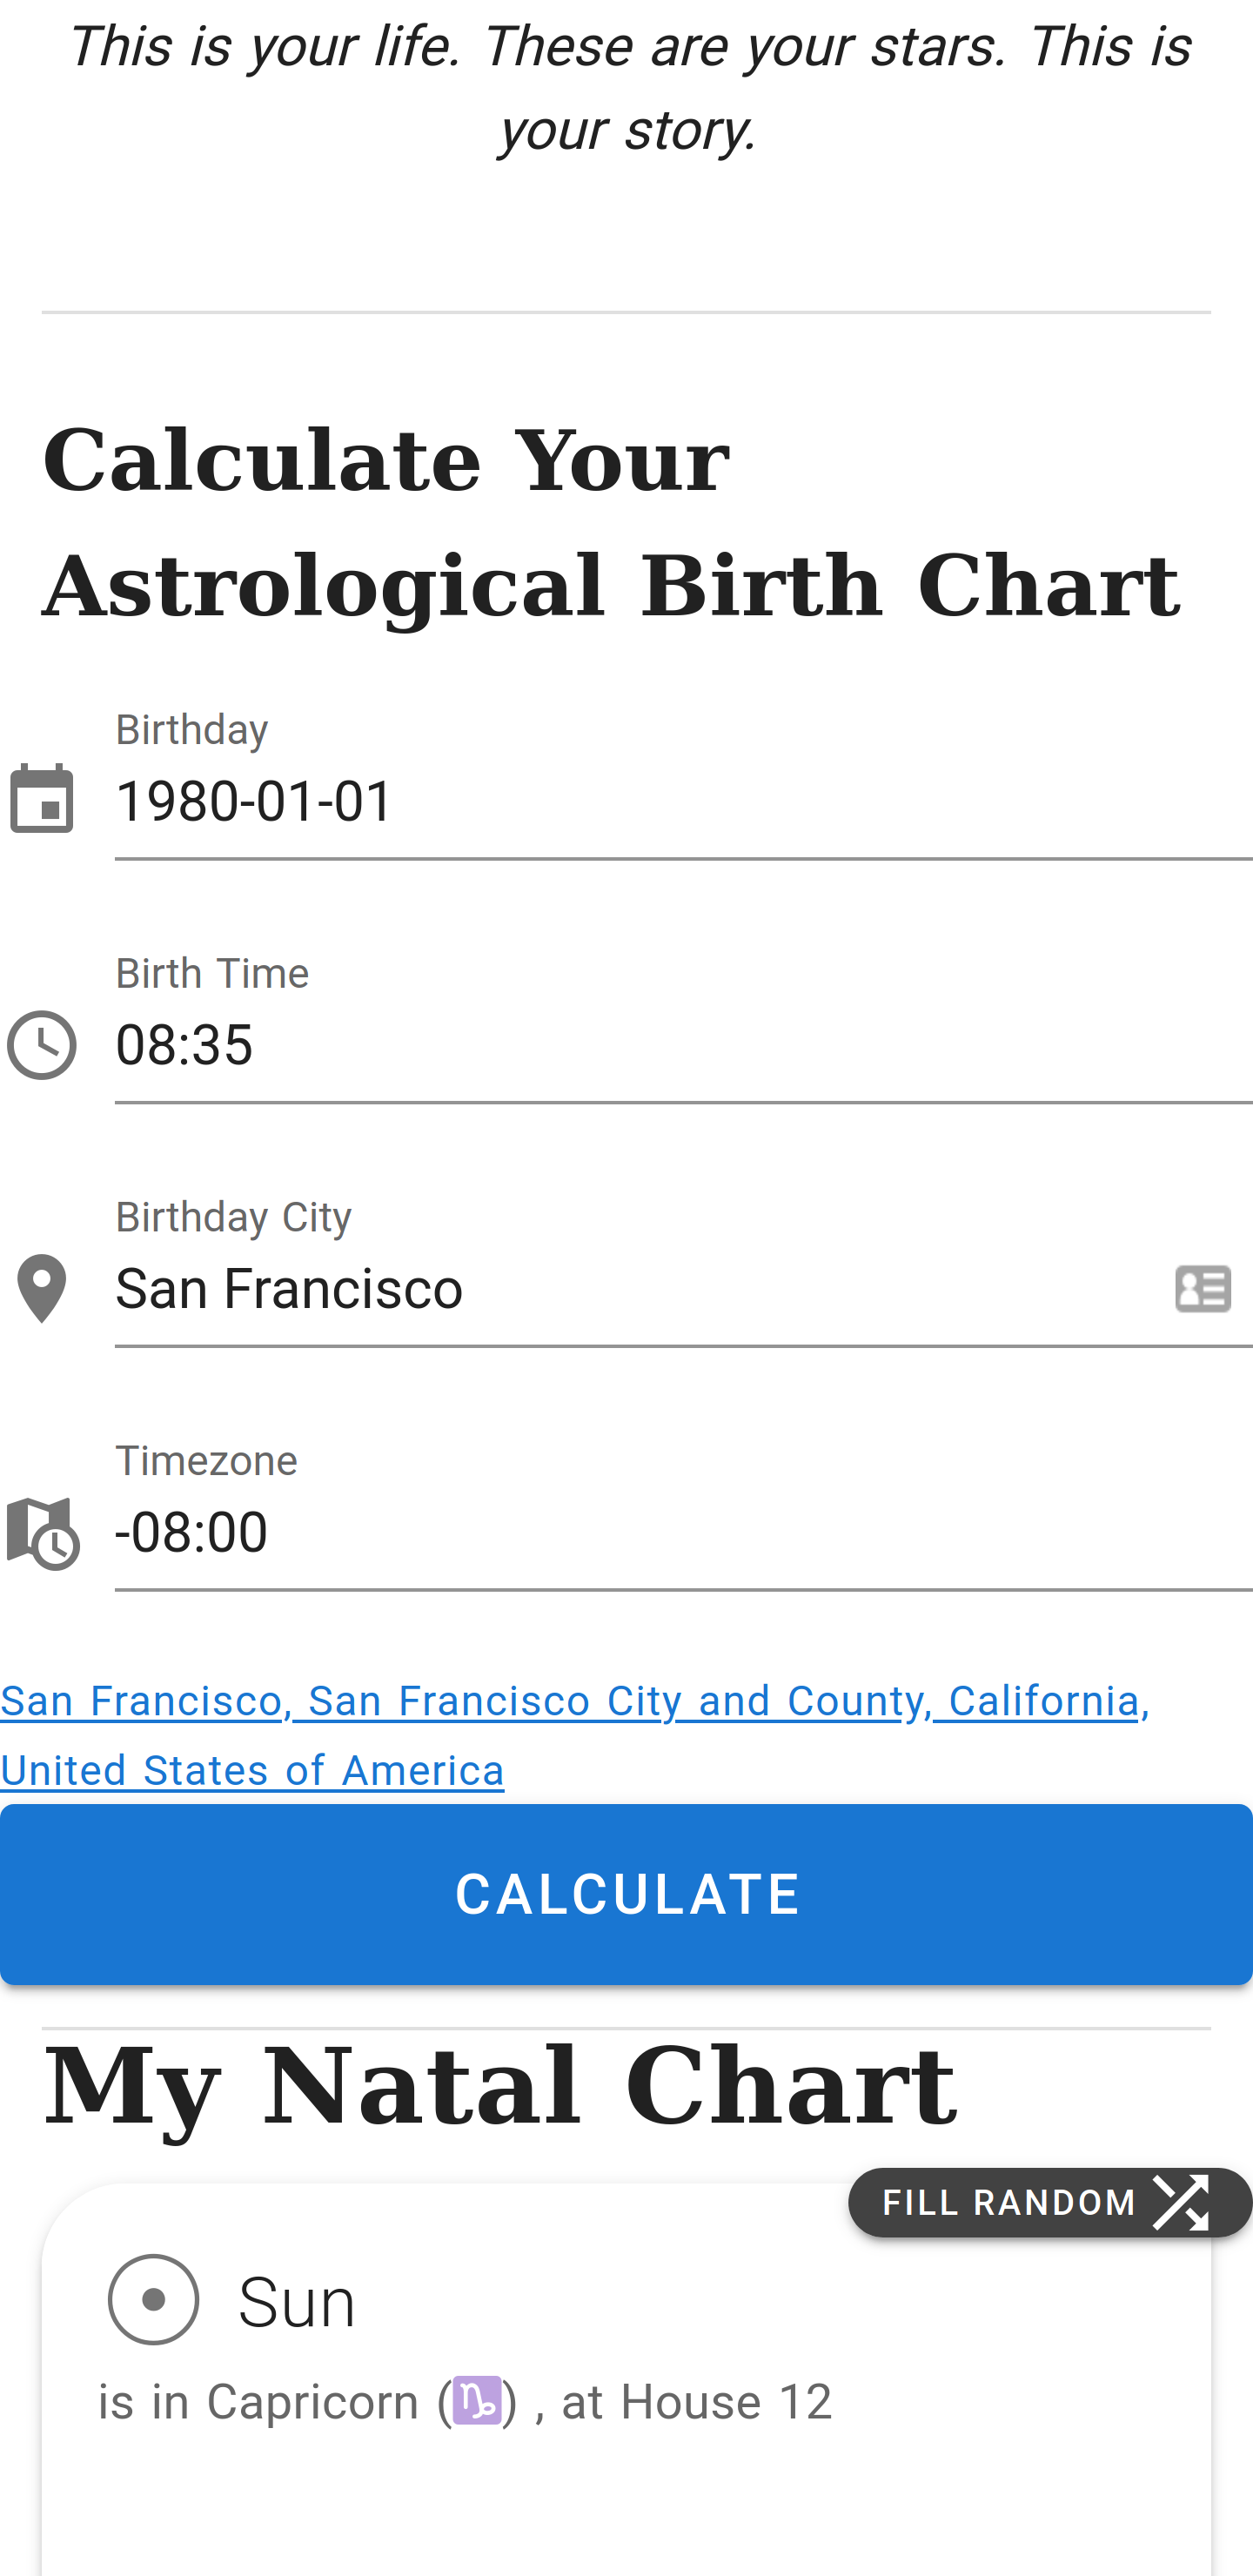 This is your life. These are your stars. This is
your story.
Calculate Your
Astrological Birth Chart
Birthday
1980-01-01
Birth Time
08:35
Birthday City
San Francisco
Timezone
-08:00
San Francisco, San Francisco City and County, California,
United States of America
CALCULATE
My Natal Chart
FILL RANDOM
Sun
is in Capricorn (♑) , at House 12